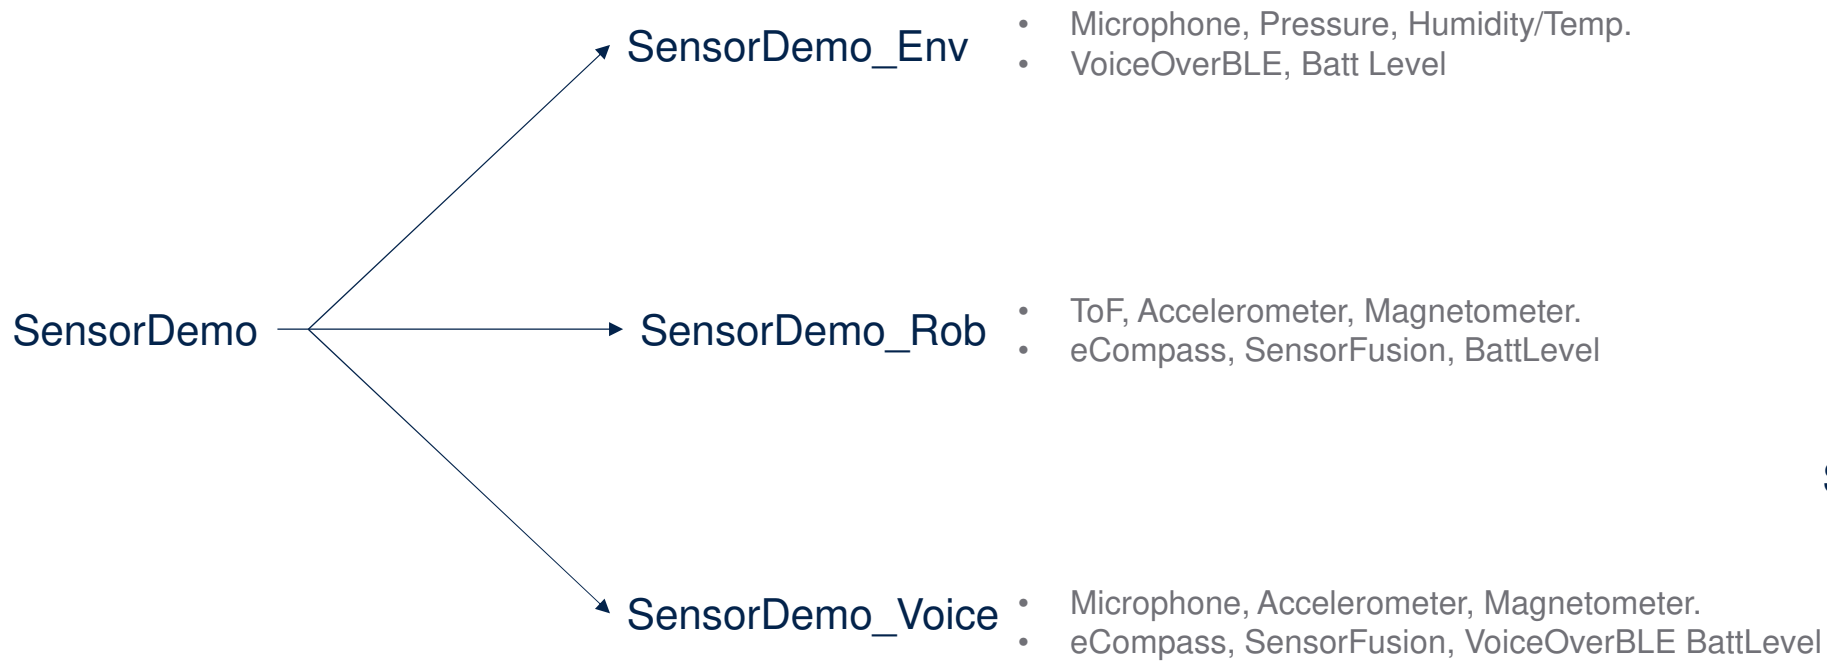 SensorDemo_Env
• Microphone, Pressure, Humidity/Temp.
• VoiceOverBLE, Batt Level
SensorDemo
SensorDemo_Rob
• ToF, Accelerometer, Magnetometer.
• eCompass, SensorFusion, BattLevel
SensorDemo_Voice
• Microphone, Accelerometer, Magnetometer.
• eCompass, SensorFusion, VoiceOverBLE BattLevel